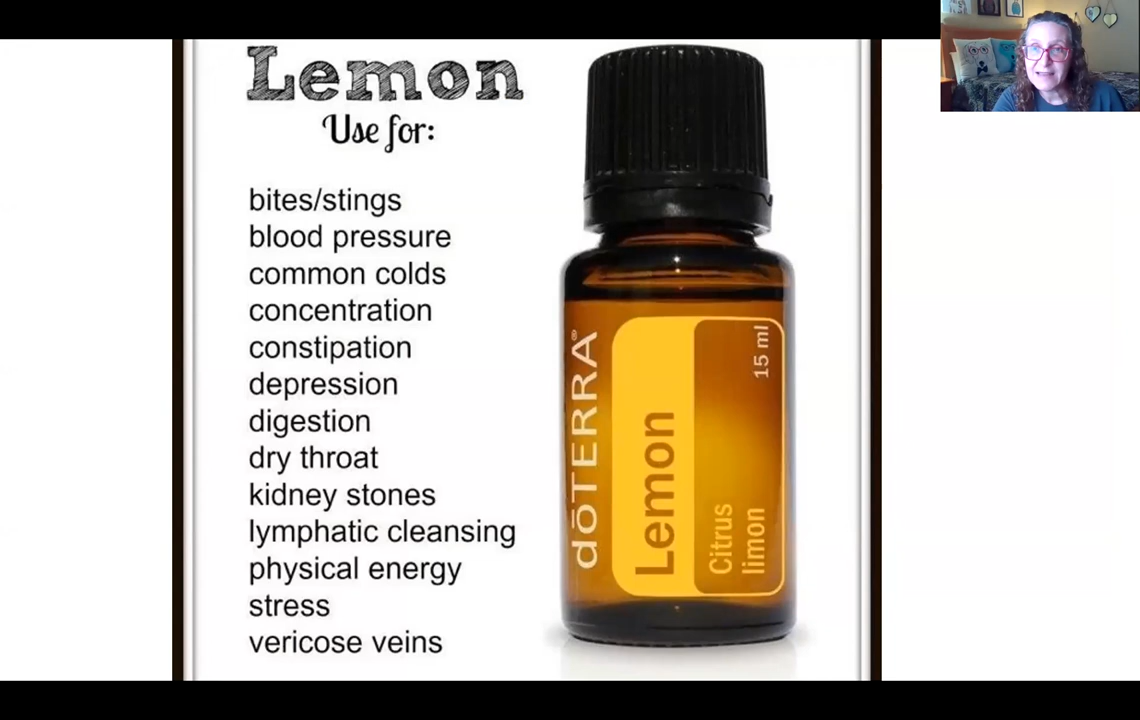 Lemon
Use for:
bites/stings
blood pressure
common colds
concentration
constipation
depression
digestion
dry throat
kidney stones
lymphatic cleansing
physical energy
stress
vericose veins
dōTERRA®
Lemon
Citrus
limon
15 ml